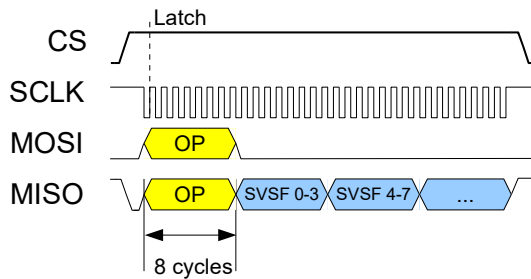 Latch
CS
SCLK
MOSI OP
MISO OP SVSF 0-3 SVSF 4-7 ...
8 cycles